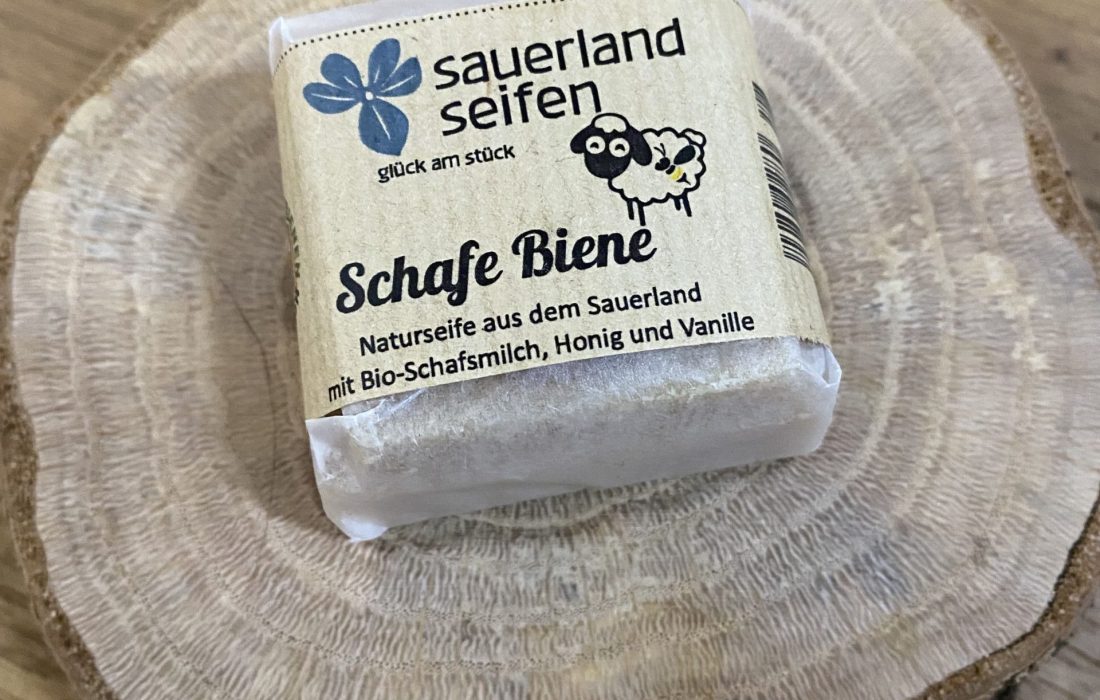 sauerland
seifen
glück am stück
Schafe Biene
Naturseife aus dem Sauerland
mit Bio-Schafsmilch, Honig und Vanille